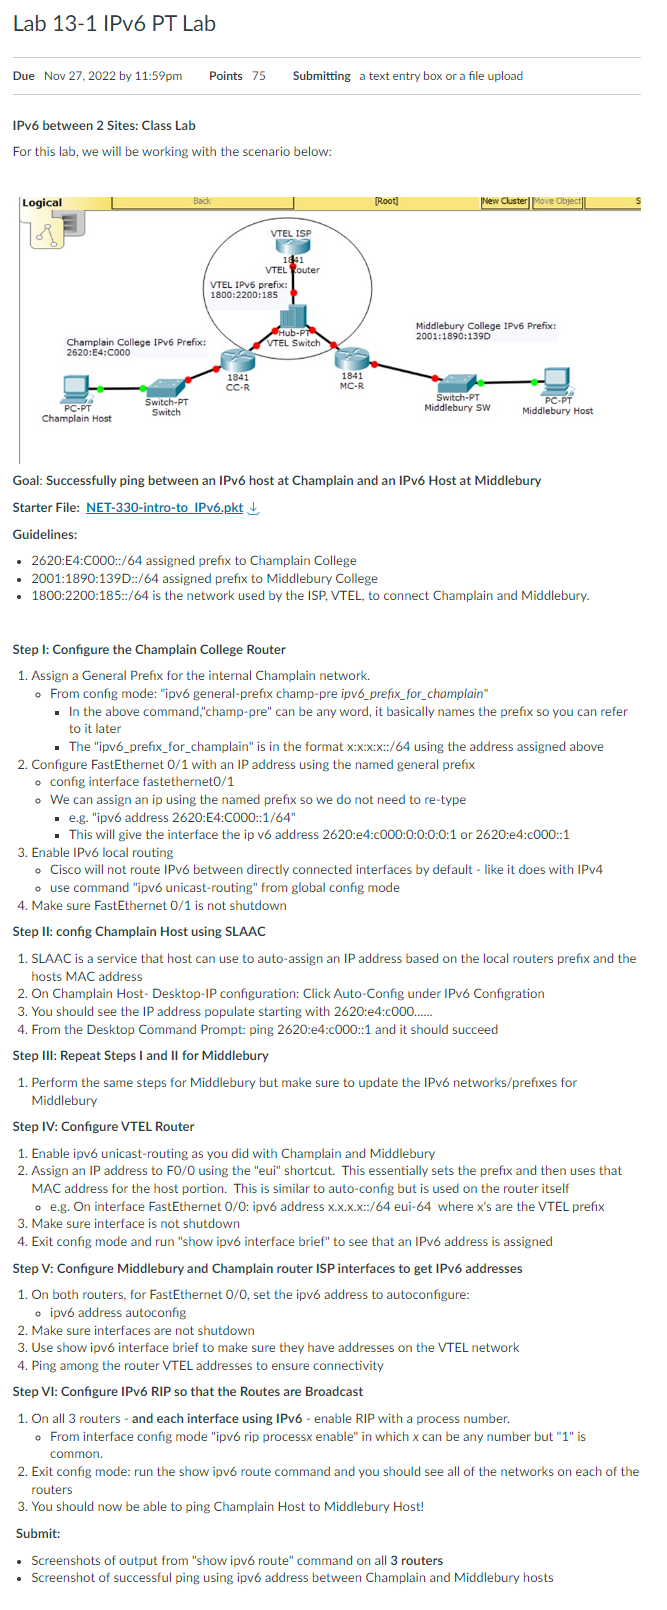 Lab 13-1 IPv6 PT Lab
Due Nov 27, 2022 by 11:59pm Points 75 Submitting a text entry box or a file upload
IPv6 between 2 Sites: Class Lab
For this lab, we will be working with the scenario below:
Logical Back [Root] New Cluster Move Object S
VTEL ISP
1841
VTEL Router
VTEL IPv6 prefix:
1800:2200:185
Hub-PT
VTEL Switch
Champlain College IPv6 Prefix:
2620:E4:C000
Middlebury College IPv6 Prefix:
2001:1890:139D
1841
CC-R
1841
MC-R
PC-PT
Champlain Host
Switch-PT
Switch
Switch-PT
Middlebury SW
PC-PT
Middlebury Host
Goal: Successfully ping between an IPv6 host at Champlain and an IPv6 Host at Middlebury
Starter File: NET-330-intro-to_IPv6.pkt
Guidelines:
• 2620:E4:C000::/64 assigned prefix to Champlain College
• 2001:1890:139D::/64 assigned prefix to Middlebury College
• 1800:2200:185::/64 is the network used by the ISP, VTEL, to connect Champlain and Middlebury.
Step I: Configure the Champlain College Router
1. Assign a General Prefix for the internal Champlain network.
From config mode: "ipv6 general-prefix champ-pre ipv6_prefix_for_champlain"
In the above command,"champ-pre" can be any word, it basically names the prefix so you can refer
to it later
The "ipv6_prefix_for_champlain" is in the format x:x:x:x::/64 using the address assigned above
2. Configure FastEthernet 0/1 with an IP address using the named general prefix
config interface fastethernet0/1
We can assign an ip using the named prefix so we do not need to re-type
e.g. "ipv6 address 2620:E4:C000::1/64"
This will give the interface the ip v6 address 2620:e4:c000:0:0:0:0:1 or 2620:e4:c000::1
3. Enable IPv6 local routing
Cisco will not route IPv6 between directly connected interfaces by default - like it does with IPv4
use command "ipv6 unicast-routing" from global config mode
4. Make sure FastEthernet 0/1 is not shutdown
Step II: config Champlain Host using SLAAC
1. SLAAC is a service that host can use to auto-assign an IP address based on the local routers prefix and the
hosts MAC address
2. On Champlain Host- Desktop-IP configuration: Click Auto-Config under IPv6 Configration
3. You should see the IP address populate starting with 2620:e4:c000......
4. From the Desktop Command Prompt: ping 2620:e4:c000::1 and it should succeed
Step III: Repeat Steps I and II for Middlebury
1. Perform the same steps for Middlebury but make sure to update the IPv6 networks/prefixes for
Middlebury
Step IV: Configure VTEL Router
1. Enable ipv6 unicast-routing as you did with Champlain and Middlebury
2. Assign an IP address to F0/0 using the "eui" shortcut. This essentially sets the prefix and then uses that
MAC address for the host portion. This is similar to auto-config but is used on the router itself
e.g. On interface FastEthernet 0/0: ipv6 address x.x.x.x::/64 eui-64 where x's are the VTEL prefix
3. Make sure interface is not shutdown
4. Exit config mode and run "show ipv6 interface brief" to see that an IPv6 address is assigned
Step V: Configure Middlebury and Champlain router ISP interfaces to get IPv6 addresses
1. On both routers, for FastEthernet 0/0, set the ipv6 address to autoconfigure:
ipv6 address autoconfig
2. Make sure interfaces are not shutdown
3. Use show ipv6 interface brief to make sure they have addresses on the VTEL network
4. Ping among the router VTEL addresses to ensure connectivity
Step VI: Configure IPv6 RIP so that the Routes are Broadcast
1. On all 3 routers - and each interface using IPv6 - enable RIP with a process number.
From interface config mode "ipv6 rip processx enable" in which x can be any number but "1" is
common.
2. Exit config mode: run the show ipv6 route command and you should see all of the networks on each of the
routers
3. You should now be able to ping Champlain Host to Middlebury Host!
Submit:
• Screenshots of output from "show ipv6 route" command on all 3 routers
• Screenshot of successful ping using ipv6 address between Champlain and Middlebury hosts